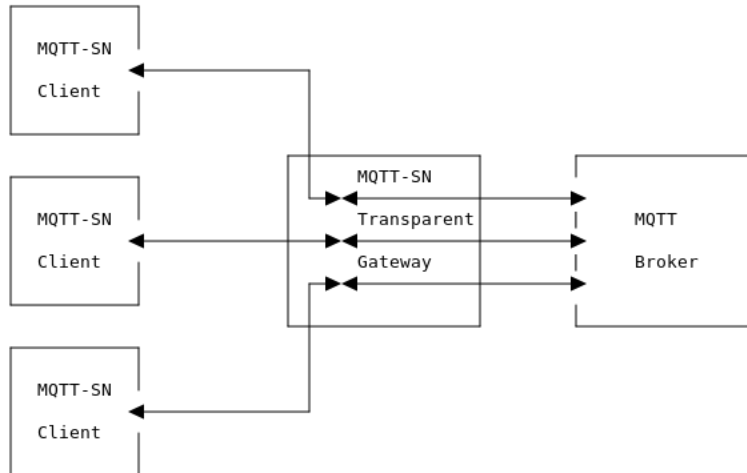 MQTT-SN
Client
MQTT-SN
Transparent
Gateway
MQTT-SN
Client
MQTT
Broker
MQTT-SN
Client